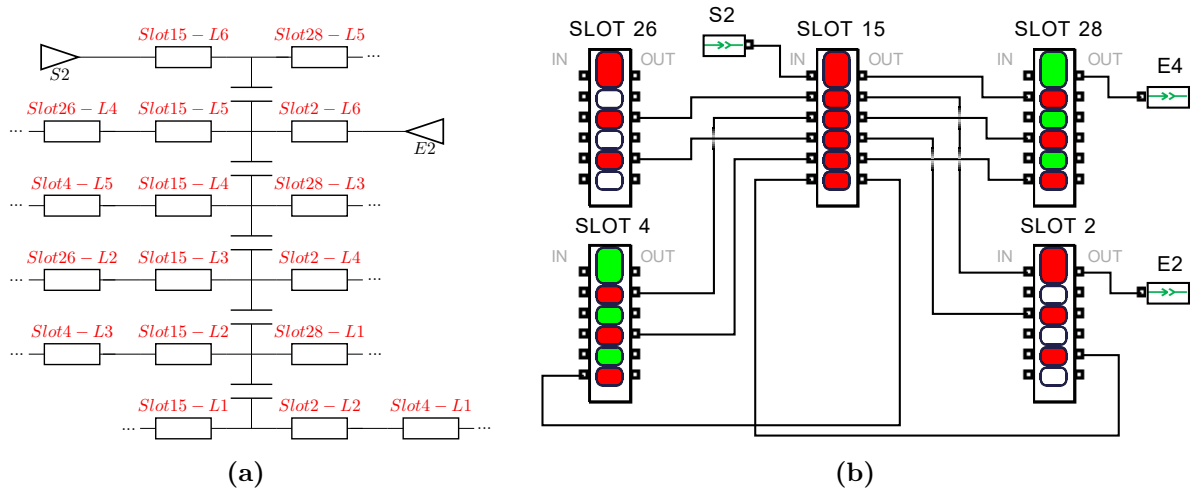 Slot15 − L6 Slot28 − L5
S2 ...
Slot26 − L4 Slot15 − L5 Slot2 − L6
... E2
Slot4 − L5 Slot15 − L4 Slot28 − L3
... ...
Slot26 − L2 Slot15 − L3 Slot2 − L4
... ...
Slot4 − L3 Slot15 − L2 Slot28 − L1
... ...
Slot15 − L1 Slot2 − L2 Slot4 − L1
... ...
(a)
SLOT 26 S2 SLOT 15 SLOT 28
IN OUT IN OUT IN OUT
E4
SLOT 4 SLOT 2
IN OUT IN OUT
E2
(b)